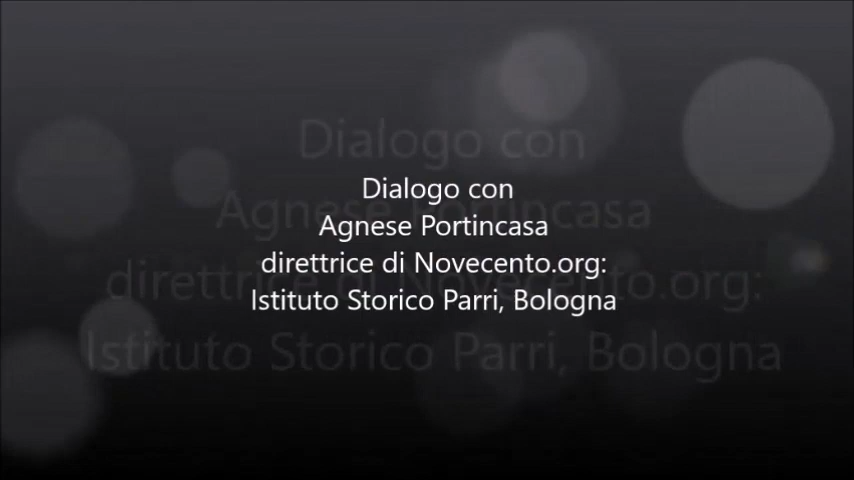 Dialogo con
Agnese Portincasa
direttrice di Novecento.org:
Istituto Storico Parri, Bologna